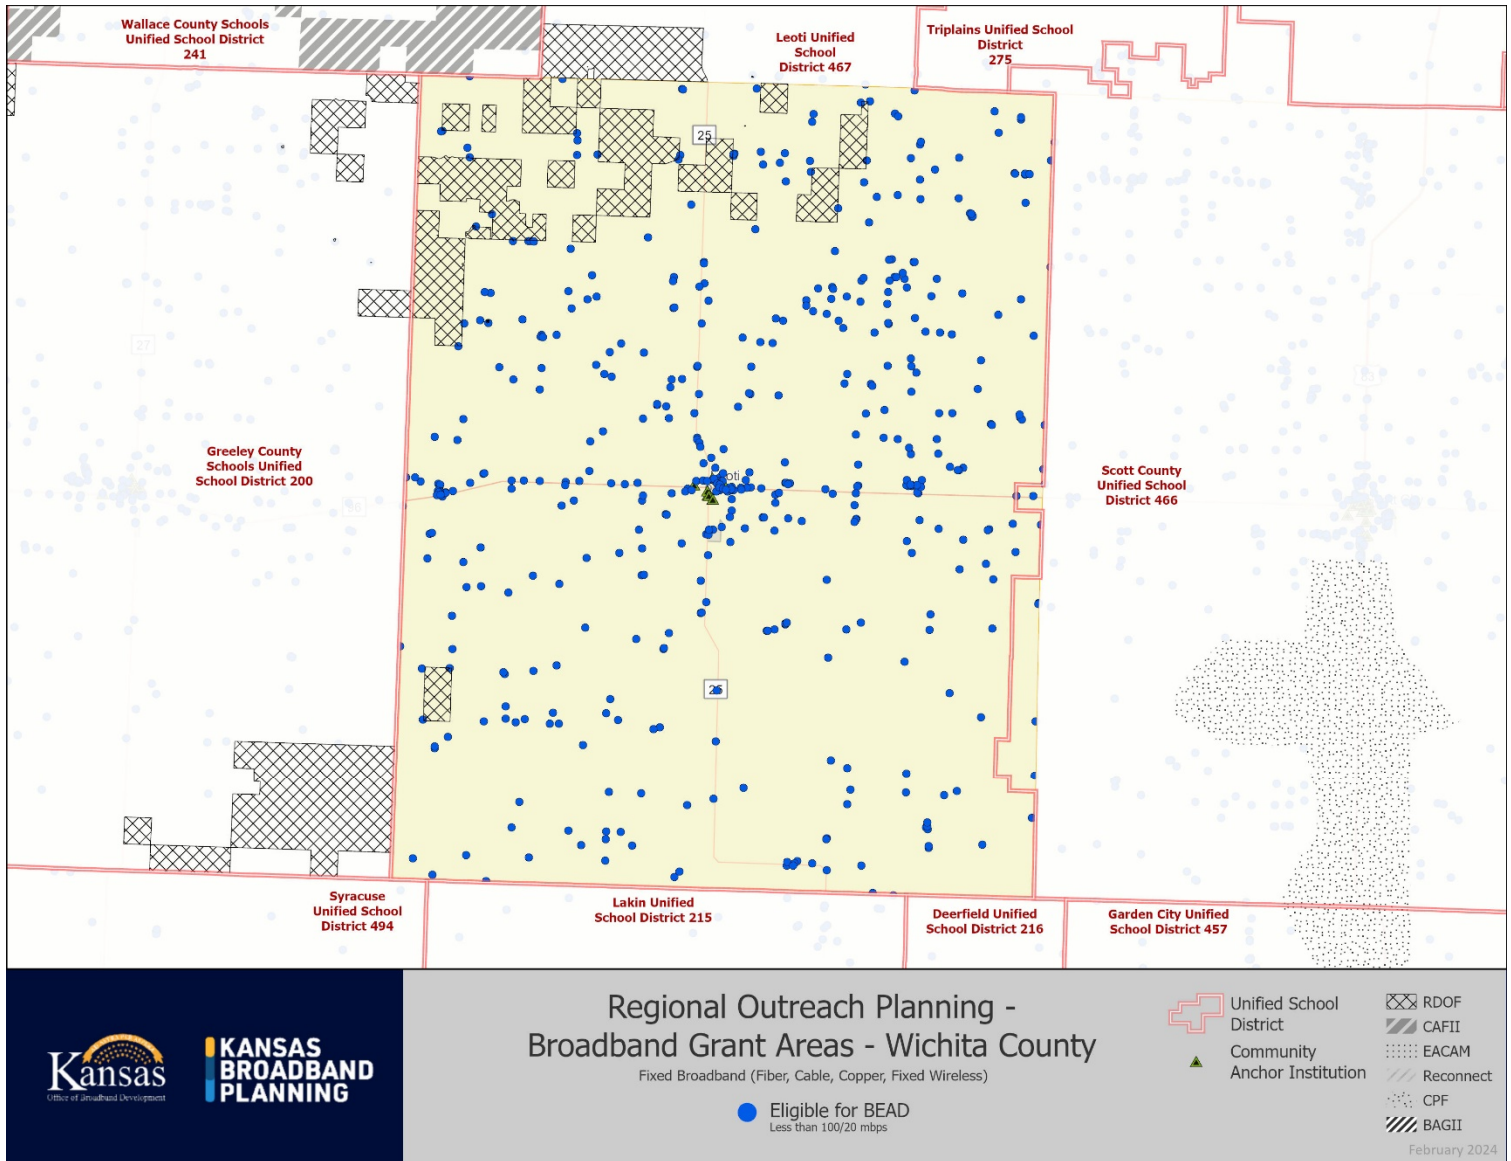 Wallace County Schools
Unified School District
241
Leoti Unified
School
District 467
Triplains Unified School
District
275
25
27
Greeley County
Schools Unified
School District 200
96
oti
Scott County
Unified School
District 466
83
25
Syracuse
Unified School
District 494
Lakin Unified
School District 215
Deerfield Unified
School District 216
Garden City Unified
School District 457
Kansas
Office of Broadband Development
KANSAS
BROADBAND
PLANNING
Regional Outreach Planning -
Broadband Grant Areas - Wichita County
Fixed Broadband (Fiber, Cable, Copper, Fixed Wireless)
Eligible for BEAD
Less than 100/20 mbps
Unified School
District
Community
Anchor Institution
RDOF
CAFII
EACAM
Reconnect
CPF
BAGII
February 2024